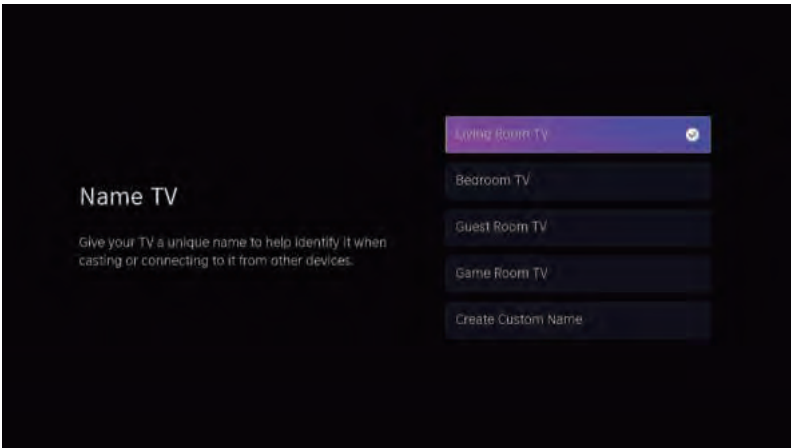 Name TV
Give your TV a unique name to help identify it when
casting or connecting to it from other devices.
Living Room TV
Bedroom TV
Guest Room TV
Game Room TV
Create Custom Name